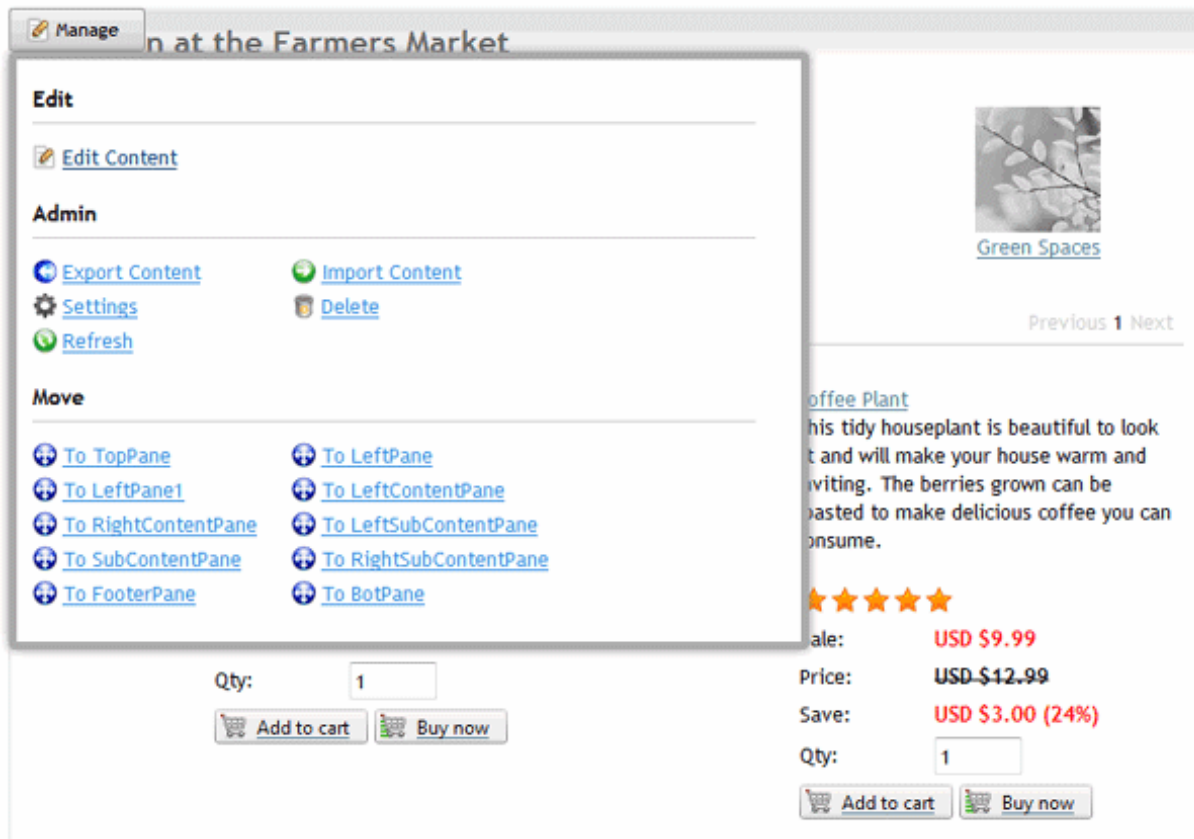 Manage
n at the Farmers Market
Edit
Edit Content
Admin
Export Content Import Content
Settings Delete
Refresh
Move
To TopPane To LeftPane
To LeftPane1 To LeftContentPane
To RightContentPane To LeftSubContentPane
To SubContentPane To RightSubContentPane
To FooterPane To BotPane
Qty: 1
Add to cart Buy now
Green Spaces
Previous 1 Next
offee Plant
his tidy houseplant is beautiful to look
t and will make your house warm and
nviting. The berries grown can be
oasted to make delicious coffee you can
onsume.
ale: USD $9.99
Price: USD $12.99
Save: USD $3.00 (24%)
Qty: 1
Add to cart Buy now